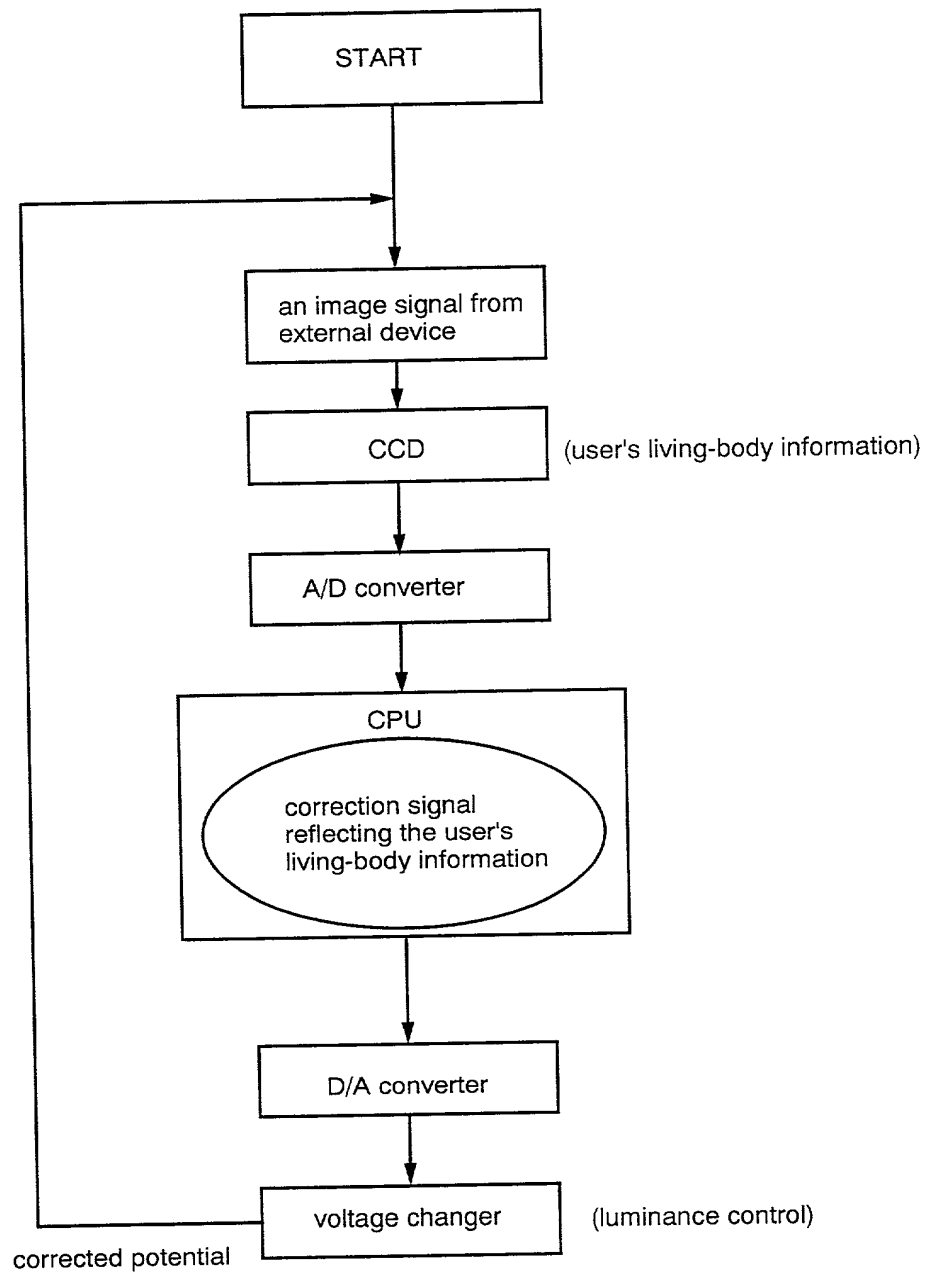 START
an image signal from
external device
CCD
(user's living-body information)
A/D converter
CPU
correction signal
reflecting the user's
living-body information
D/A converter
voltage changer
(luminance control)
corrected potential